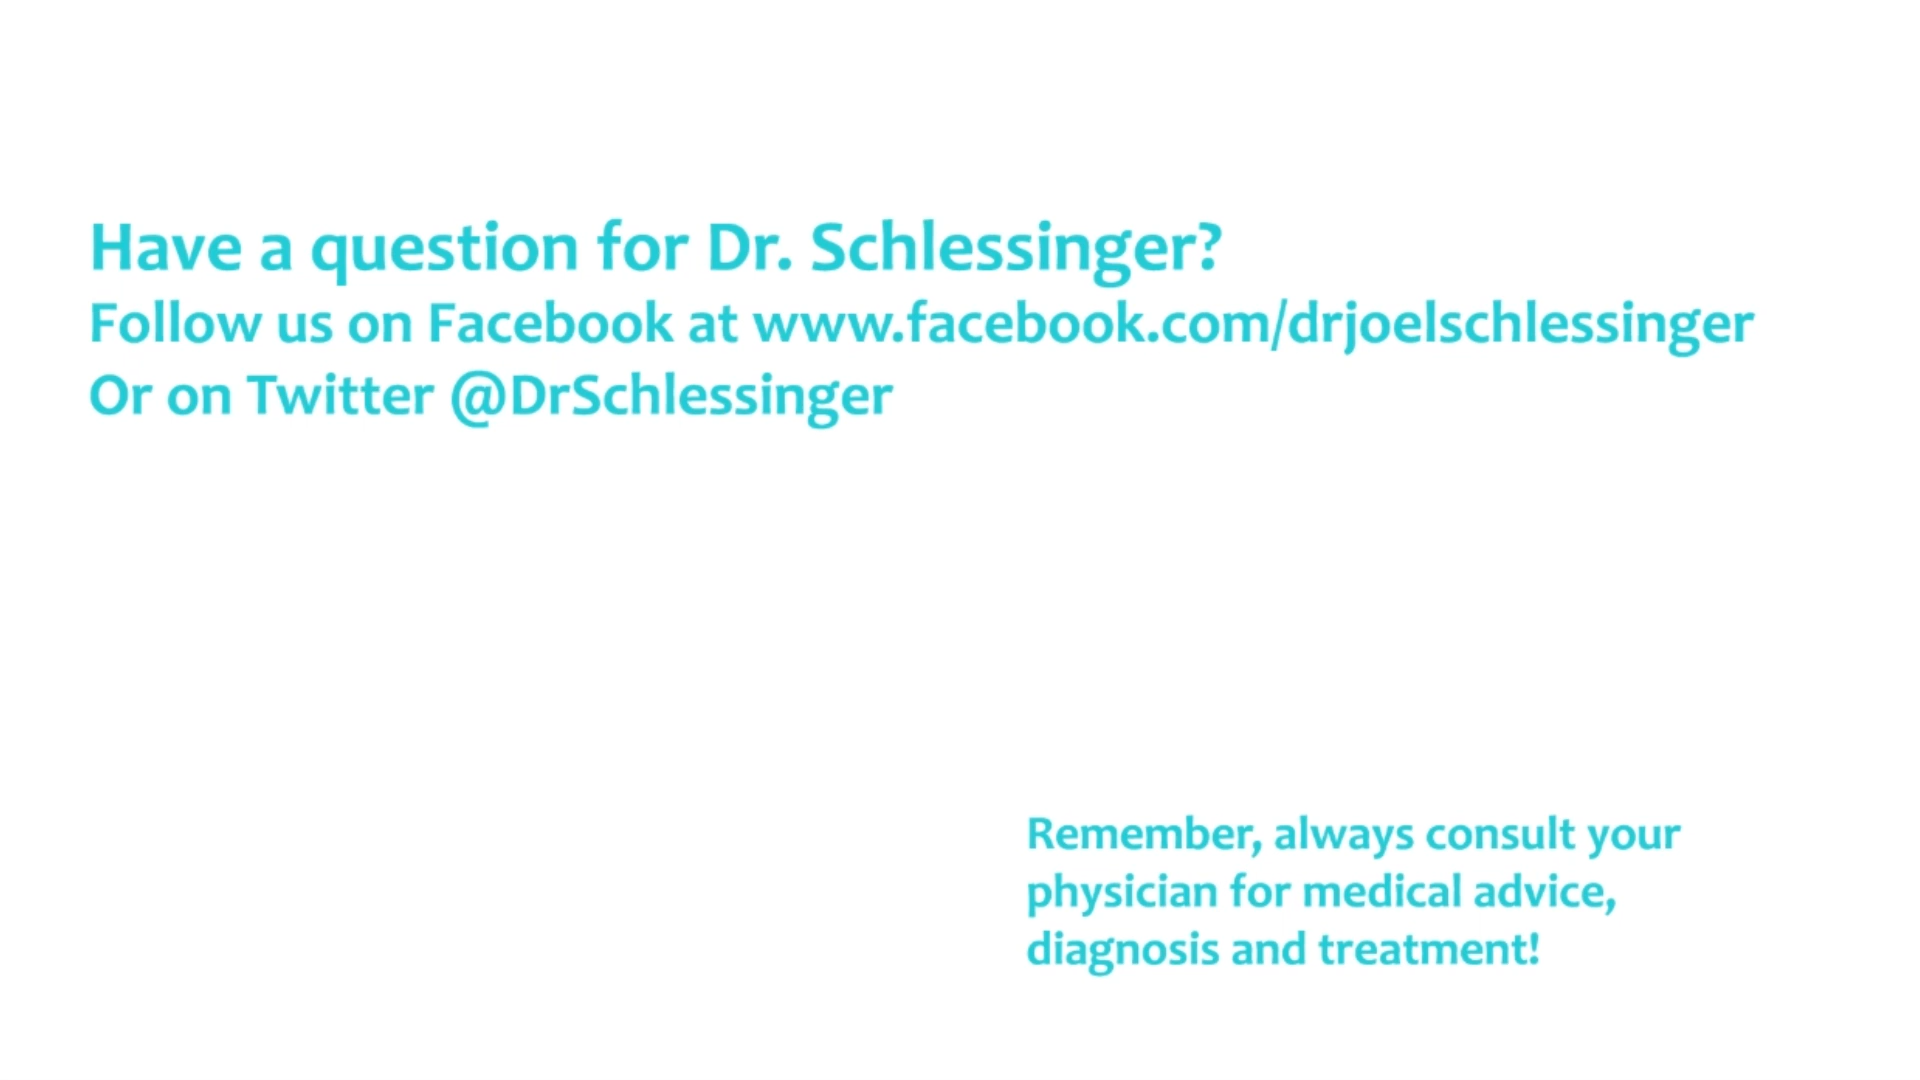 Have a question for Dr. Schlessinger?
Follow us on Facebook at www.facebook.com/drjoelschlessinger
Or on Twitter @DrSchlessinger
Remember, always consult your
physician for medical advice,
diagnosis and treatment!